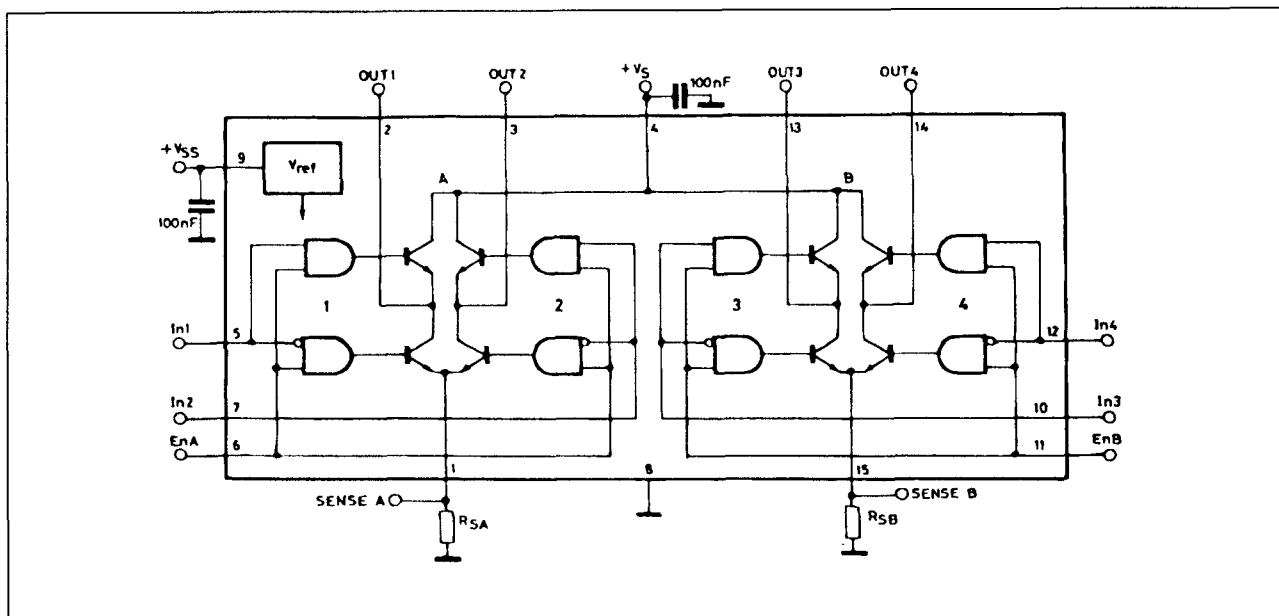 OUT1
OUT2
+VS
100nF
OUT3
OUT4
2
3
4
13
14
+VSS
9
Vref
A
B
100nF
1
2
3
4
In1
5
12
In4
In2
7
10
In3
EnA
6
11
EnB
1
8
15
SENSE A
SENSE B
RSA
RSB